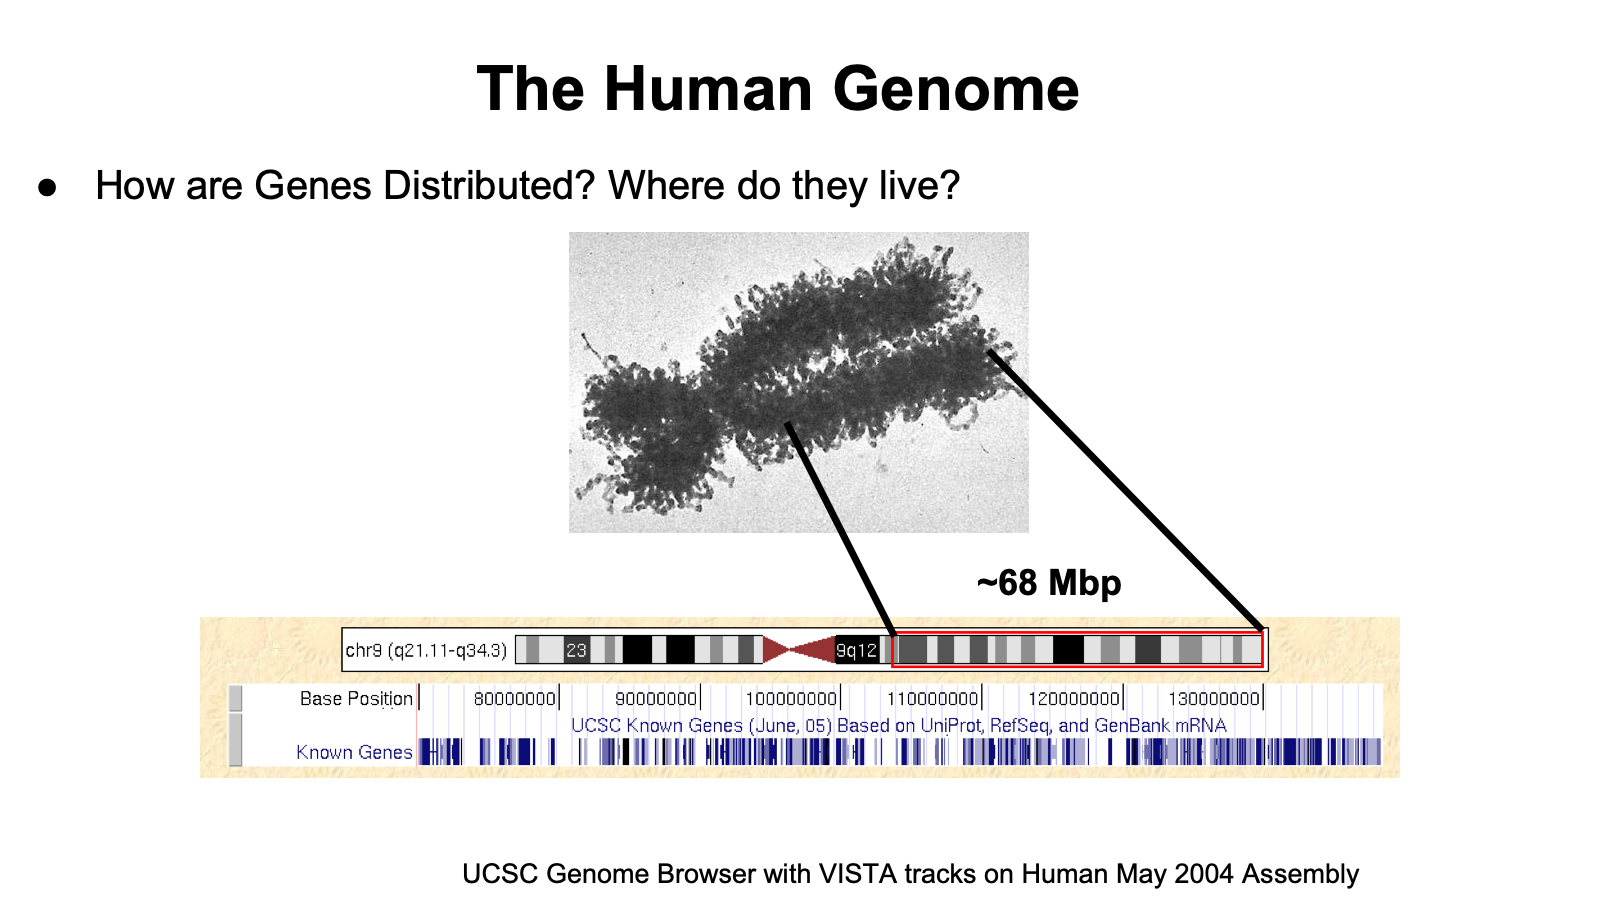 The Human Genome
● How are Genes Distributed? Where do they live?
~68 Mbp
chr9 (q21.11-q34.3) 23 9q12
Base Position 80000000 90000000 100000000 110000000 120000000 130000000
UCSC Known Genes (June, 05) Based on UniProt, RefSeq, and GenBank mRNA
Known Genes
UCSC Genome Browser with VISTA tracks on Human May 2004 Assembly